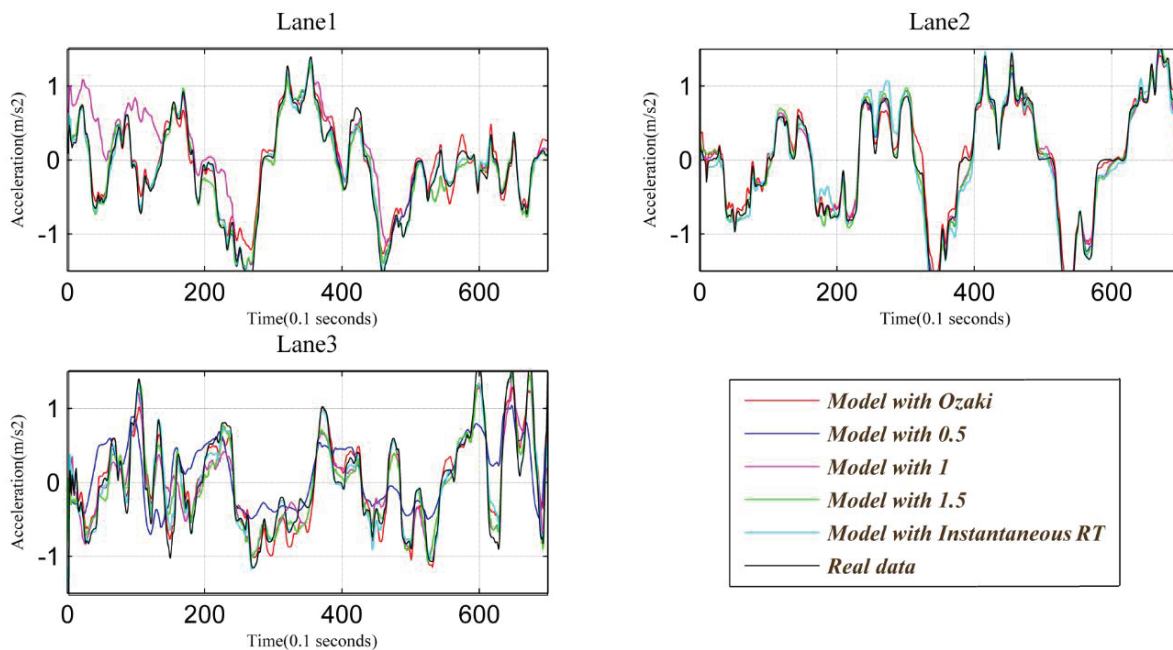 Lane1
Acceleration(m/s2)
1
0
-1
0
200
400
600
Time(0.1 seconds)
Lane2
Acceleration(m/s2)
1
0
-1
0
200
400
600
Time(0.1 seconds)
Lane3
Acceleration(m/s2)
1
0
-1
0
200
400
600
Time(0.1 seconds)
Model with Ozaki
Model with 0.5
Model with 1
Model with 1.5
Model with Instantaneous RT
Real data